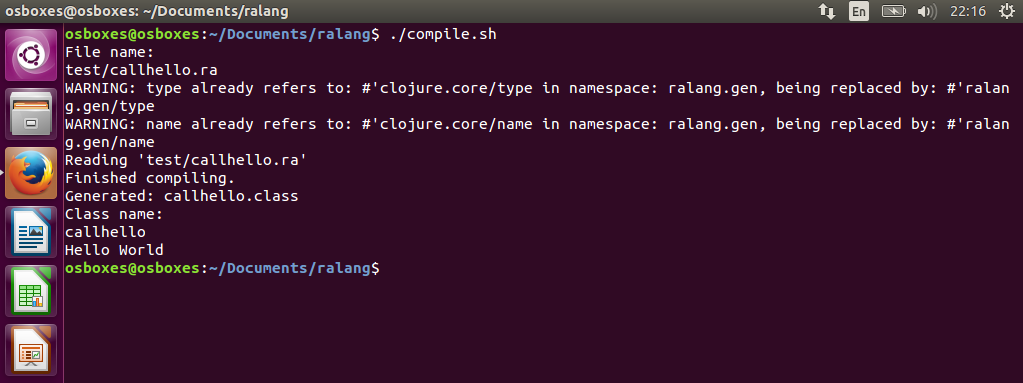 osboxes@osboxes: ~/Documents/ralang
En
22:16
osboxes@osboxes:~/Documents/ralang$ ./compile.sh
File name:
test/callhello.ra
WARNING: type already refers to: #'clojure.core/type in namespace: ralang.gen, being replaced by: #'ralan
g.gen/type
WARNING: name already refers to: #'clojure.core/name in namespace: ralang.gen, being replaced by: #'ralan
g.gen/name
Reading 'test/callhello.ra'
Finished compiling.
Generated: callhello.class
Class name:
callhello
Hello World
osboxes@osboxes:~/Documents/ralang$